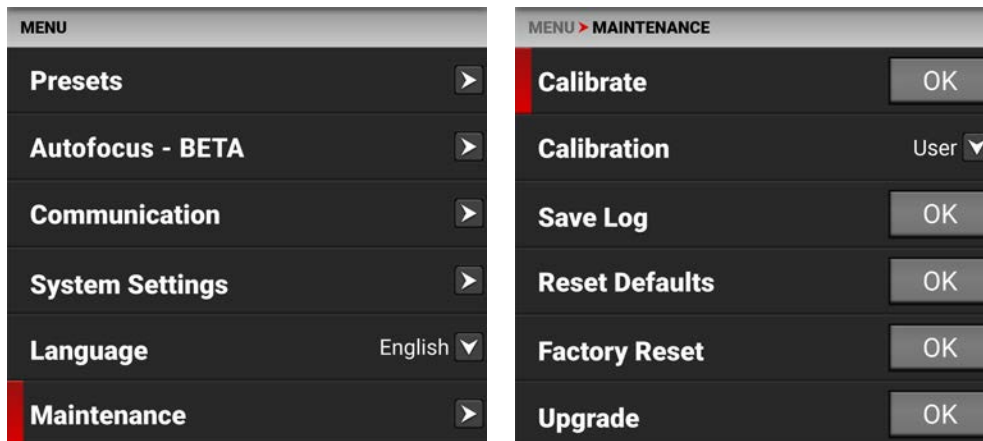 MENU
Presets
Autofocus - BETA
Communication
System Settings
Language English
Maintenance
MENU > MAINTENANCE
Calibrate OK
Calibration User
Save Log OK
Reset Defaults OK
Factory Reset OK
Upgrade OK